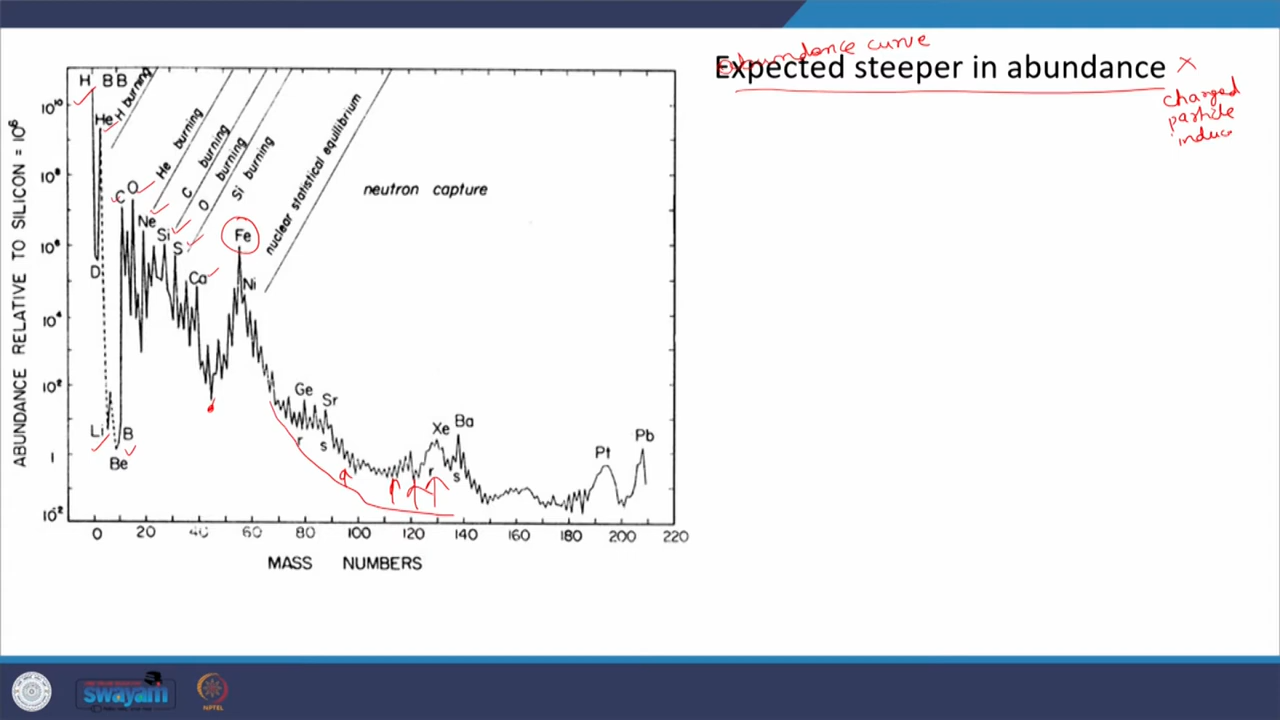 abundance curve
Expected steeper in abundance ×
charged
particle
induc
H BB
He H burning
He burning
C burning
O burning
Si burning
nuclear statistical equilibrium
neutron capture
C O
Ne
Si
S
Ca
Fe
Ni
D
Li
Be
B
Ge
Sr
r
s
Xe
Ba
r
s
Pt
Pb
ABUNDANCE RELATIVE TO SILICON = 10⁶
10¹⁰
10⁸
10⁶
10⁴
10²
1
10⁻²
0 20 40 60 80 100 120 140 160 180 200 220
MASS NUMBERS
swayam
NPTEL